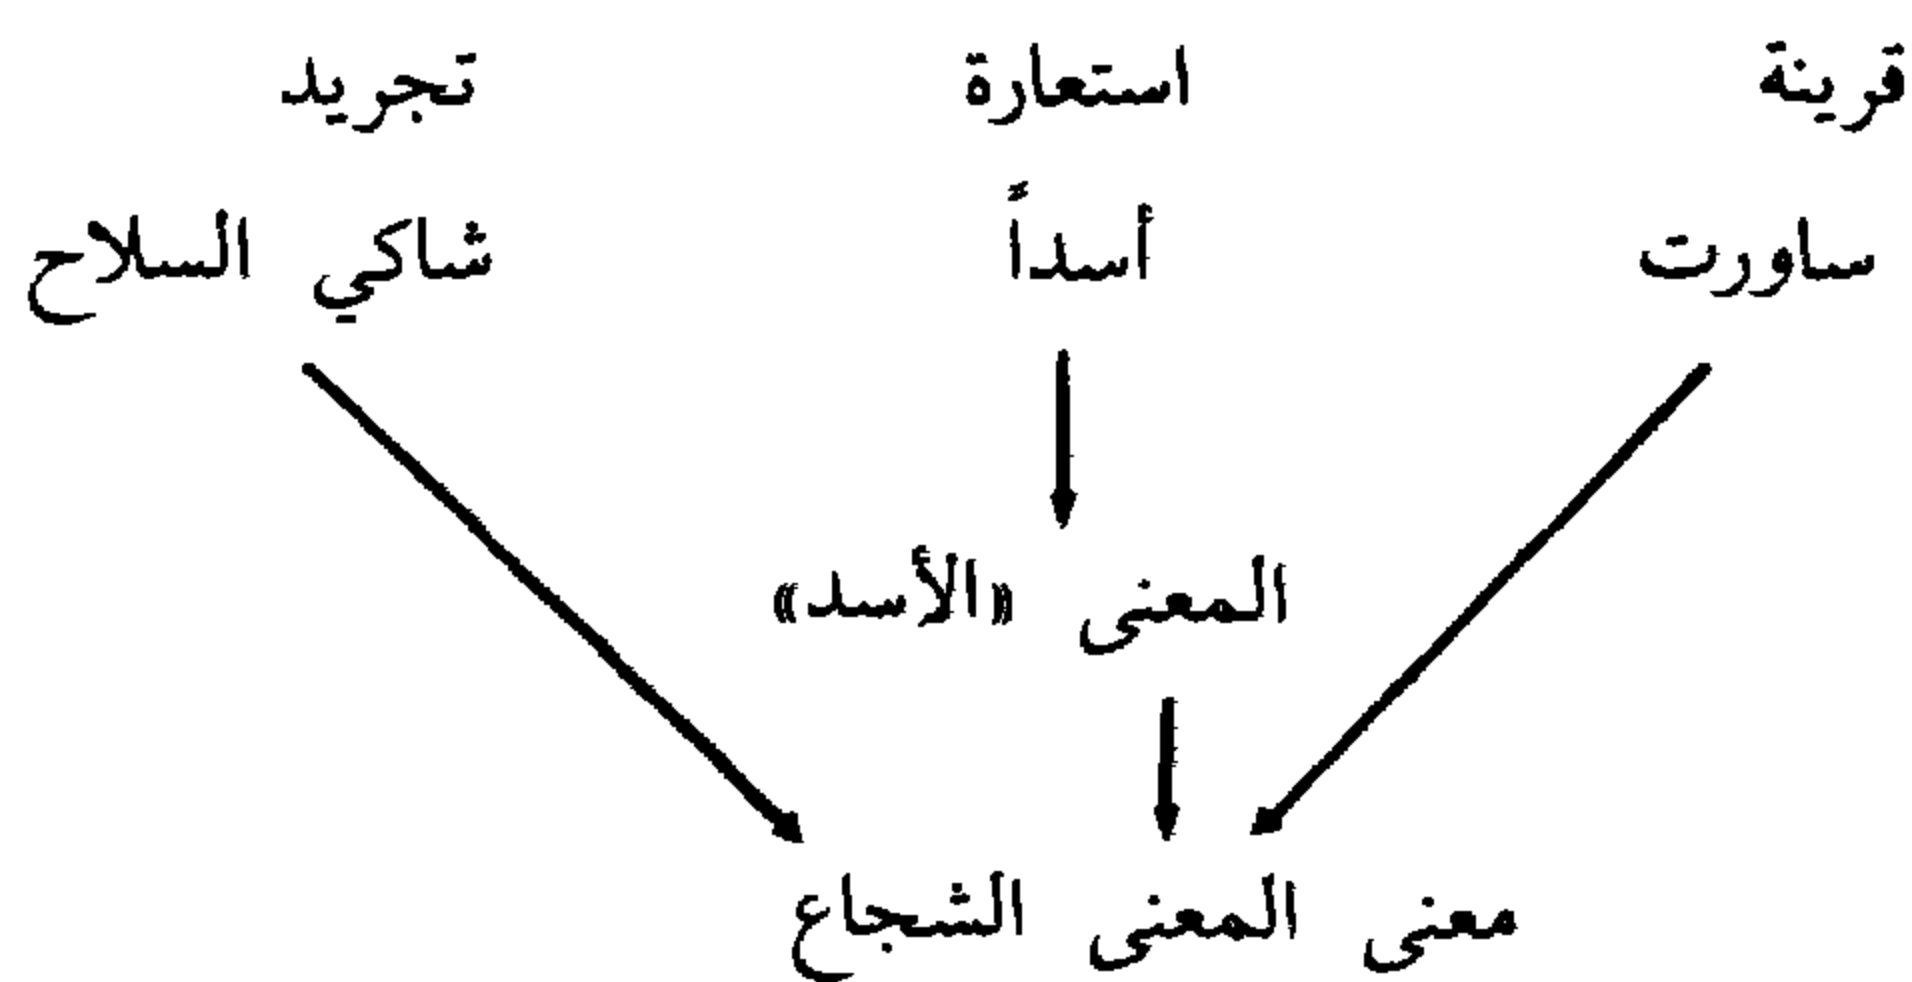 قرينة استعارة تجريد
ساورت أسداً شاكي السلاح
المعنى «الأسد»
معنى المعنى الشجاع